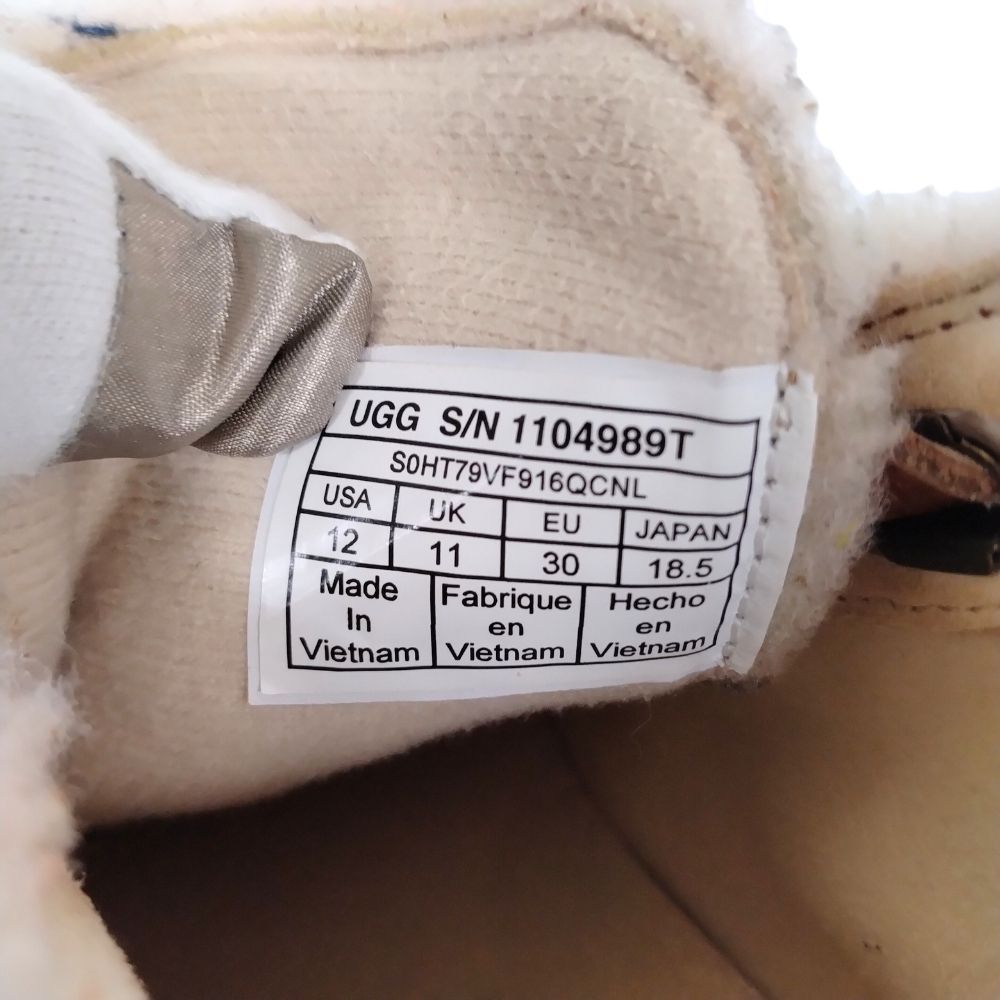 UGG S/N 1104989T
S0HT79VF916QCNL
USA UK EU JAPAN
12 11 30 18.5
Made Fabrique Hecho
In en en
Vietnam Vietnam Vietnam